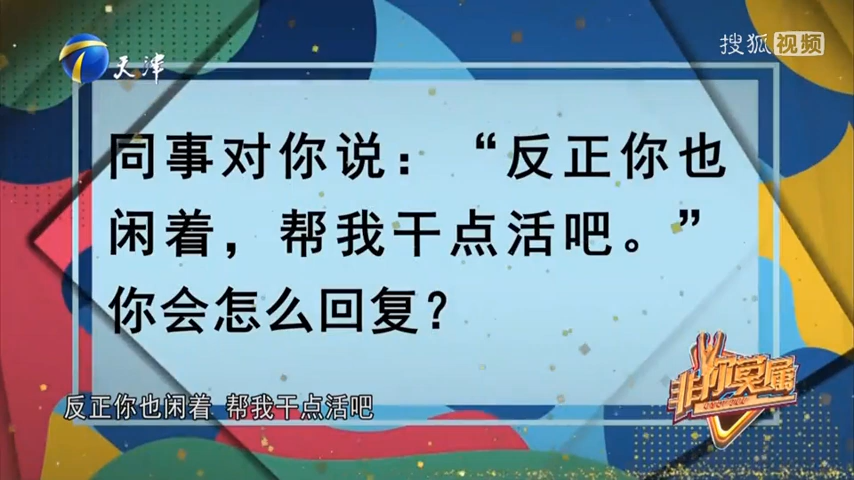 天津
搜狐视频
同事对你说：“反正你也
闲着，帮我干点活吧。”
你会怎么回复？
非你莫属
反正你也闲着 帮我干点活吧